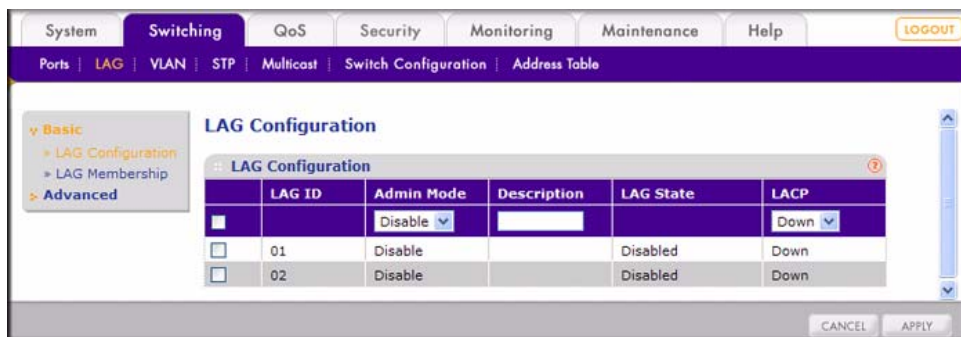 System Switching QoS Security Monitoring Maintenance Help LOGOUT
Ports LAG VLAN STP Multicast Switch Configuration Address Table
Basic
» LAG Configuration
» LAG Membership
Advanced
LAG Configuration
LAG Configuration ?
LAG ID Admin Mode Description LAG State LACP
Disable Down
01 Disable Disabled Down
02 Disable Disabled Down
CANCEL APPLY